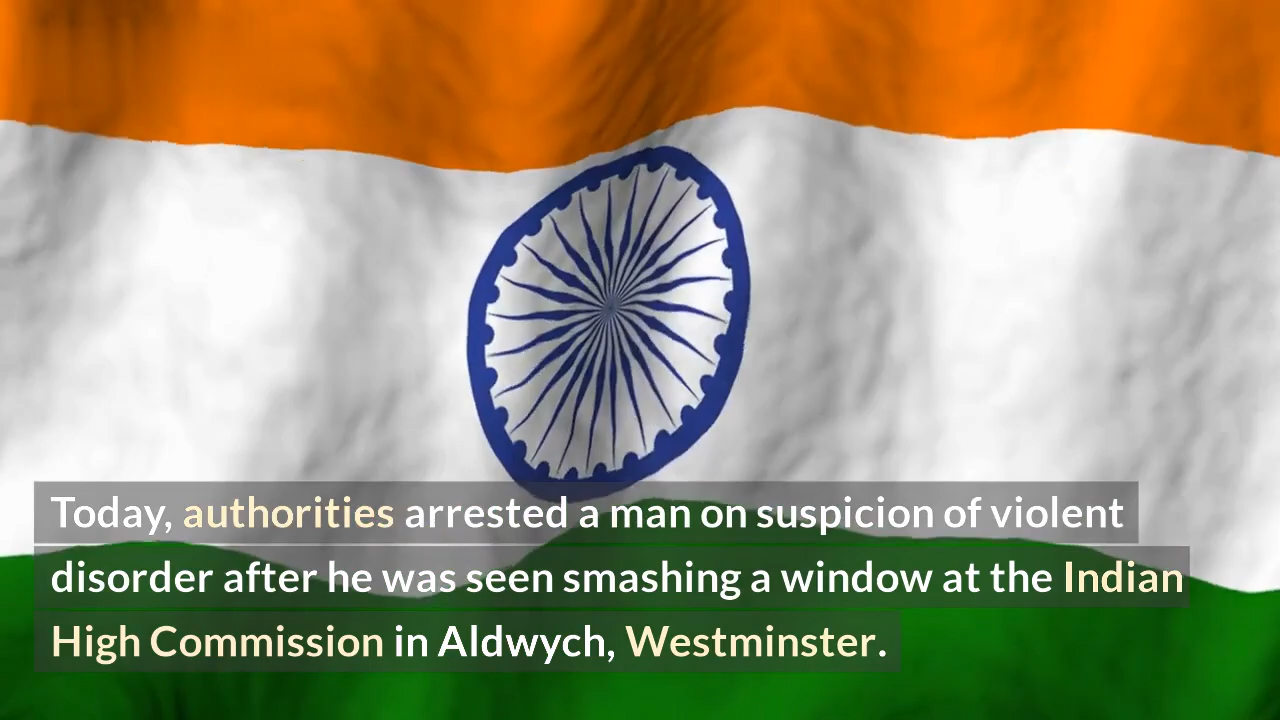 Today, authorities arrested a man on suspicion of violent
disorder after he was seen smashing a window at the Indian
High Commission in Aldwych, Westminster.